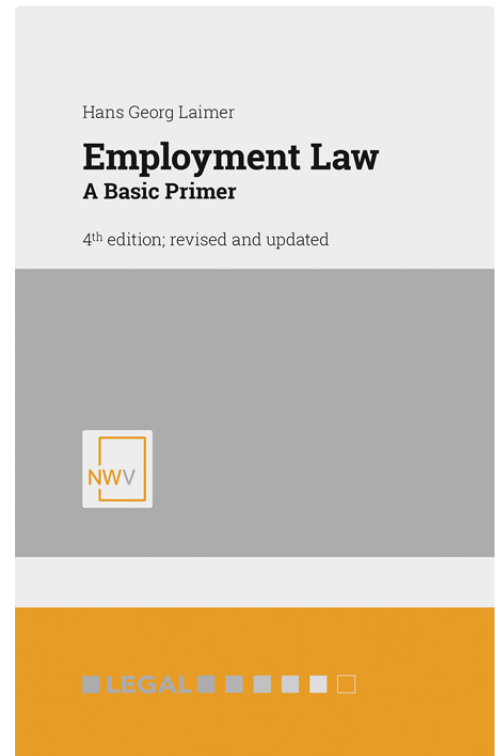 Hans Georg Laimer
Employment Law
A Basic Primer
4th edition; revised and updated
NWV
LEGAL